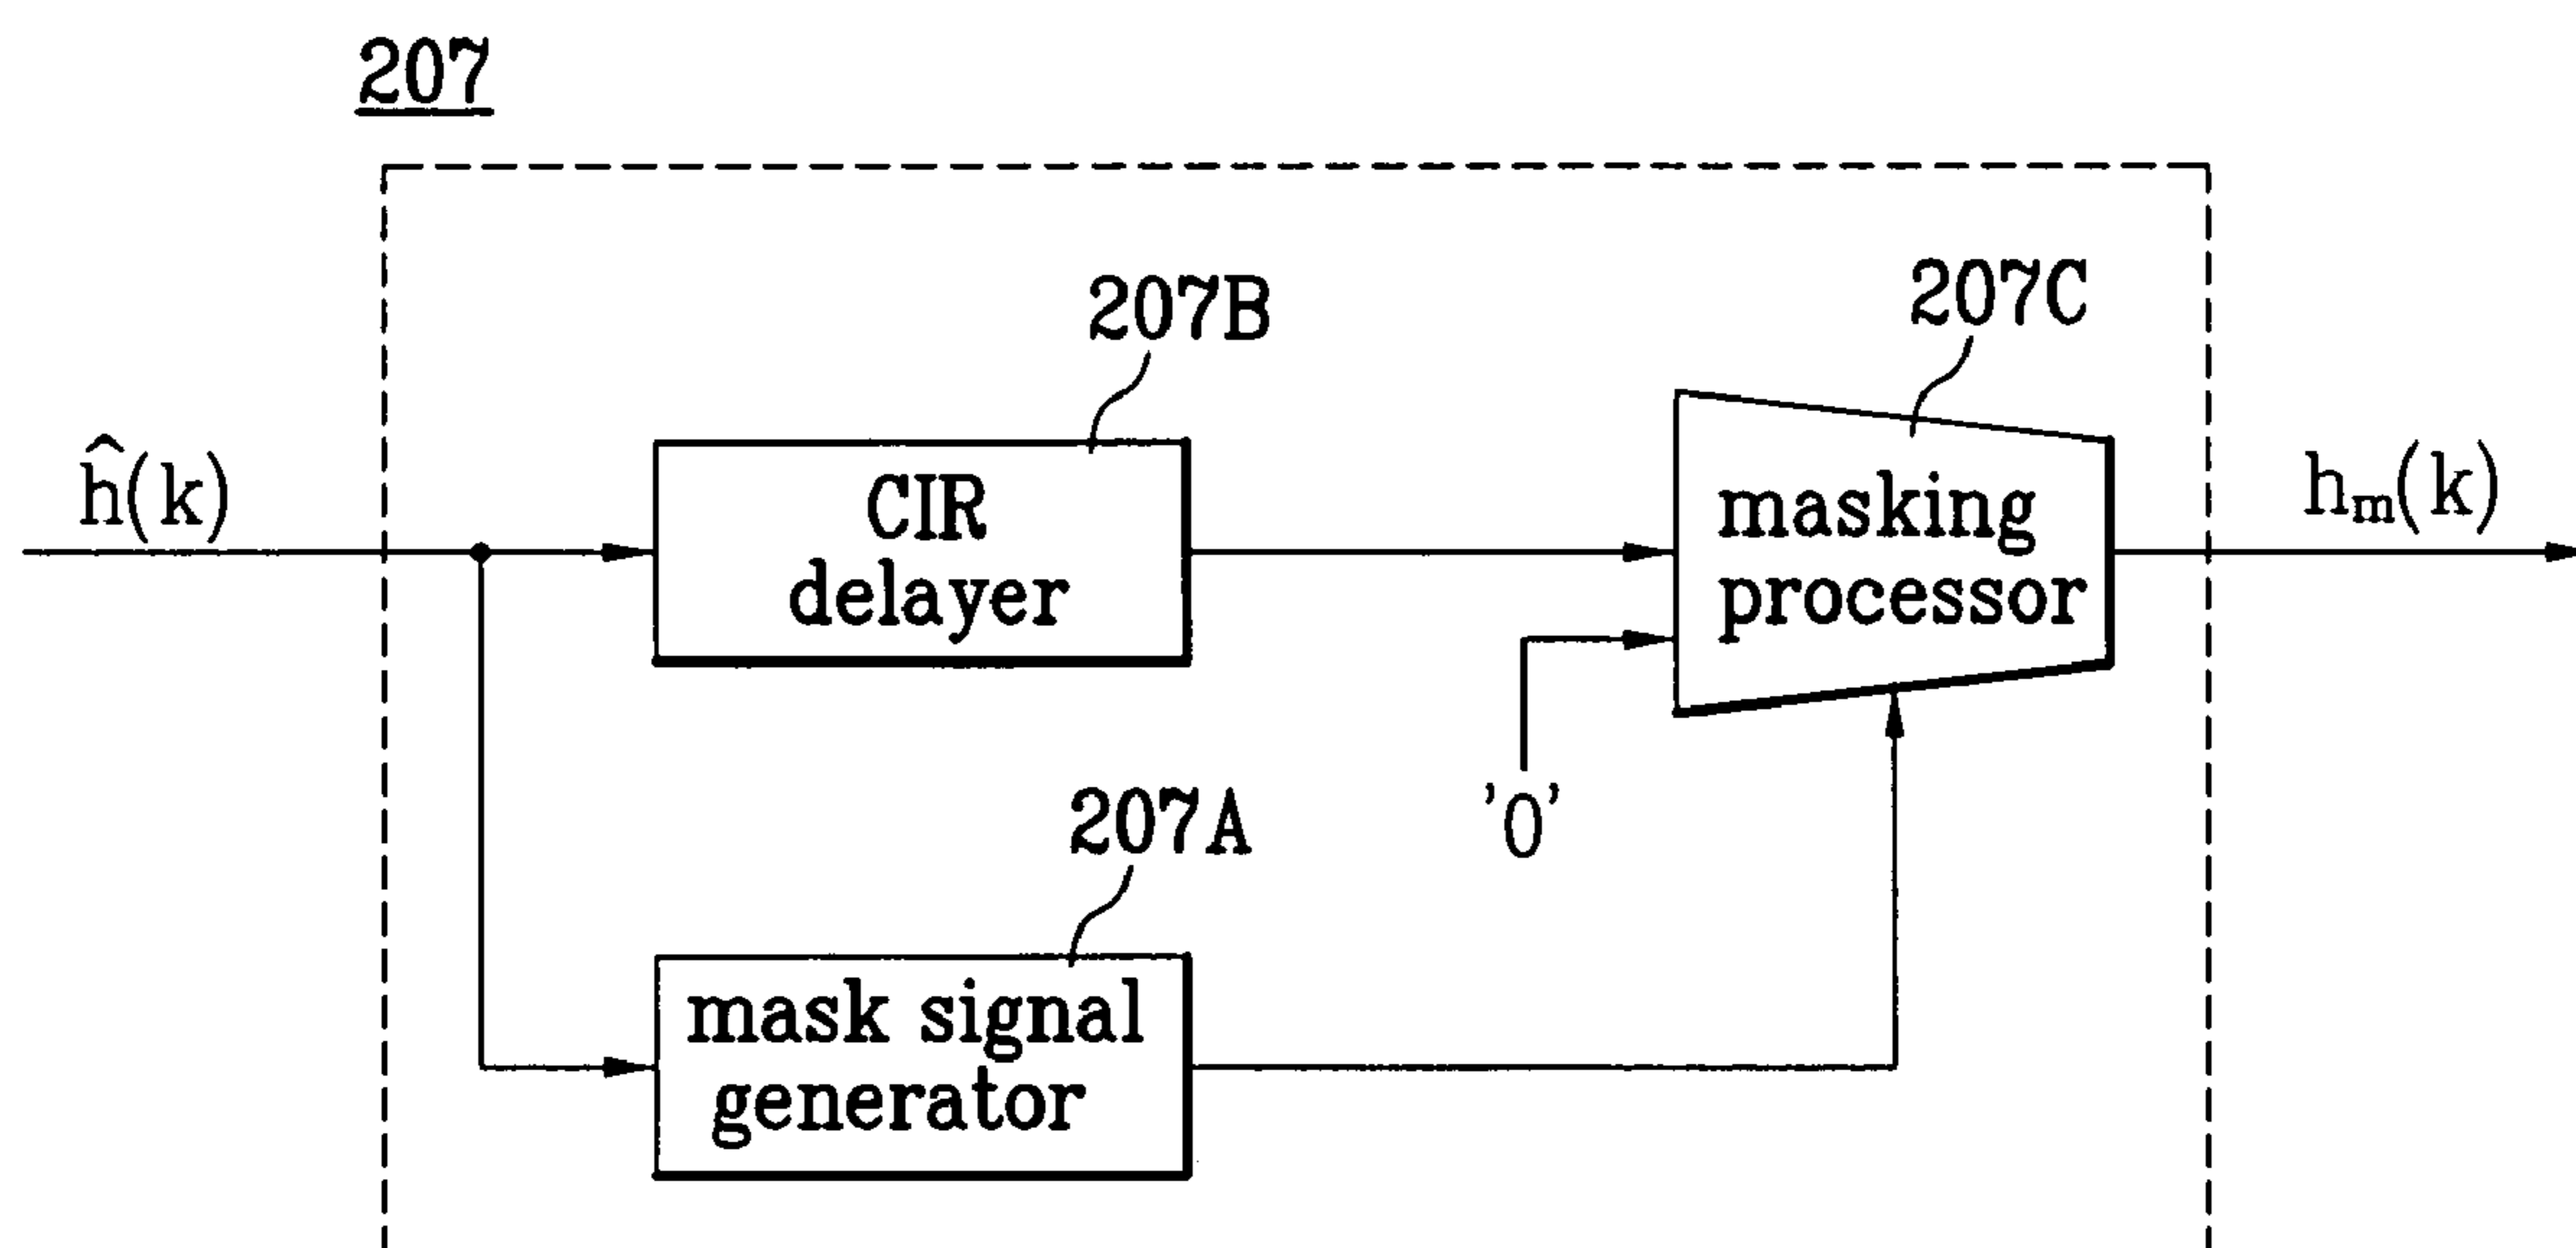 207
207B
207C
ĥ(k)
CIR
delayer
masking
processor
hₘ(k)
'0'
207A
mask signal
generator